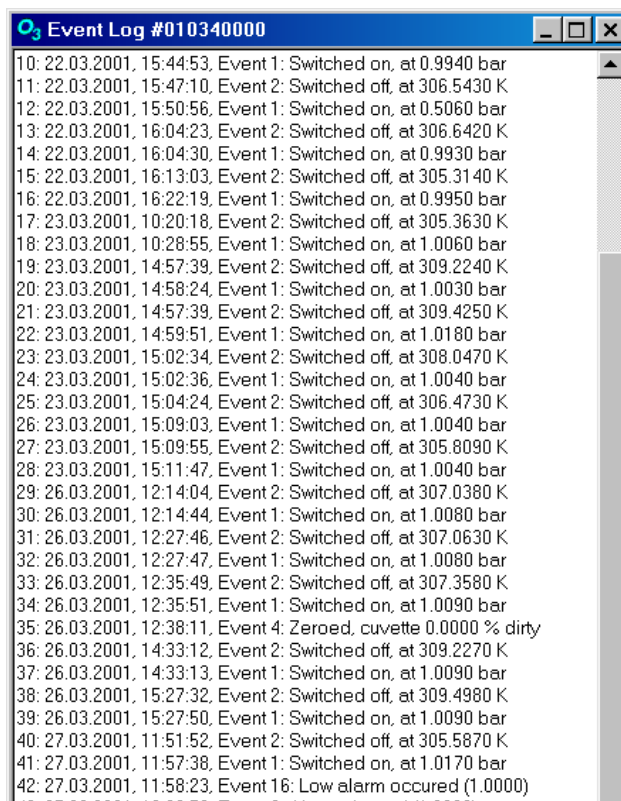 O3 Event Log #010340000
10: 22.03.2001, 15:44:53, Event 1: Switched on, at 0.9940 bar
11: 22.03.2001, 15:47:10, Event 2: Switched off, at 306.5430 K
12: 22.03.2001, 15:50:56, Event 1: Switched on, at 0.5060 bar
13: 22.03.2001, 16:04:23, Event 2: Switched off, at 306.6420 K
14: 22.03.2001, 16:04:30, Event 1: Switched on, at 0.9930 bar
15: 22.03.2001, 16:13:03, Event 2: Switched off, at 305.3140 K
16: 22.03.2001, 16:22:19, Event 1: Switched on, at 0.9950 bar
17: 23.03.2001, 10:20:18, Event 2: Switched off, at 305.3630 K
18: 23.03.2001, 10:28:55, Event 1: Switched on, at 1.0060 bar
19: 23.03.2001, 14:57:39, Event 2: Switched off, at 309.2240 K
20: 23.03.2001, 14:58:24, Event 1: Switched on, at 1.0030 bar
21: 23.03.2001, 14:57:39, Event 2: Switched off, at 309.4250 K
22: 23.03.2001, 14:59:51, Event 1: Switched on, at 1.0180 bar
23: 23.03.2001, 15:02:34, Event 2: Switched off, at 308.0470 K
24: 23.03.2001, 15:02:36, Event 1: Switched on, at 1.0040 bar
25: 23.03.2001, 15:04:24, Event 2: Switched off, at 306.4730 K
26: 23.03.2001, 15:09:03, Event 1: Switched on, at 1.0040 bar
27: 23.03.2001, 15:09:55, Event 2: Switched off, at 305.8090 K
28: 23.03.2001, 15:11:47, Event 1: Switched on, at 1.0040 bar
29: 26.03.2001, 12:14:04, Event 2: Switched off, at 307.0380 K
30: 26.03.2001, 12:14:44, Event 1: Switched on, at 1.0080 bar
31: 26.03.2001, 12:27:46, Event 2: Switched off, at 307.0630 K
32: 26.03.2001, 12:27:47, Event 1: Switched on, at 1.0080 bar
33: 26.03.2001, 12:35:49, Event 2: Switched off, at 307.3580 K
34: 26.03.2001, 12:35:51, Event 1: Switched on, at 1.0090 bar
35: 26.03.2001, 12:38:11, Event 4: Zeroed, cuvette 0.0000 % dirty
36: 26.03.2001, 14:33:12, Event 2: Switched off, at 309.2270 K
37: 26.03.2001, 14:33:13, Event 1: Switched on, at 1.0090 bar
38: 26.03.2001, 15:27:32, Event 2: Switched off, at 309.4980 K
39: 26.03.2001, 15:27:50, Event 1: Switched on, at 1.0090 bar
40: 27.03.2001, 11:51:52, Event 2: Switched off, at 305.5870 K
41: 27.03.2001, 11:57:38, Event 1: Switched on, at 1.0170 bar
42: 27.03.2001, 11:58:23, Event 16: Low alarm occured (1.0000)